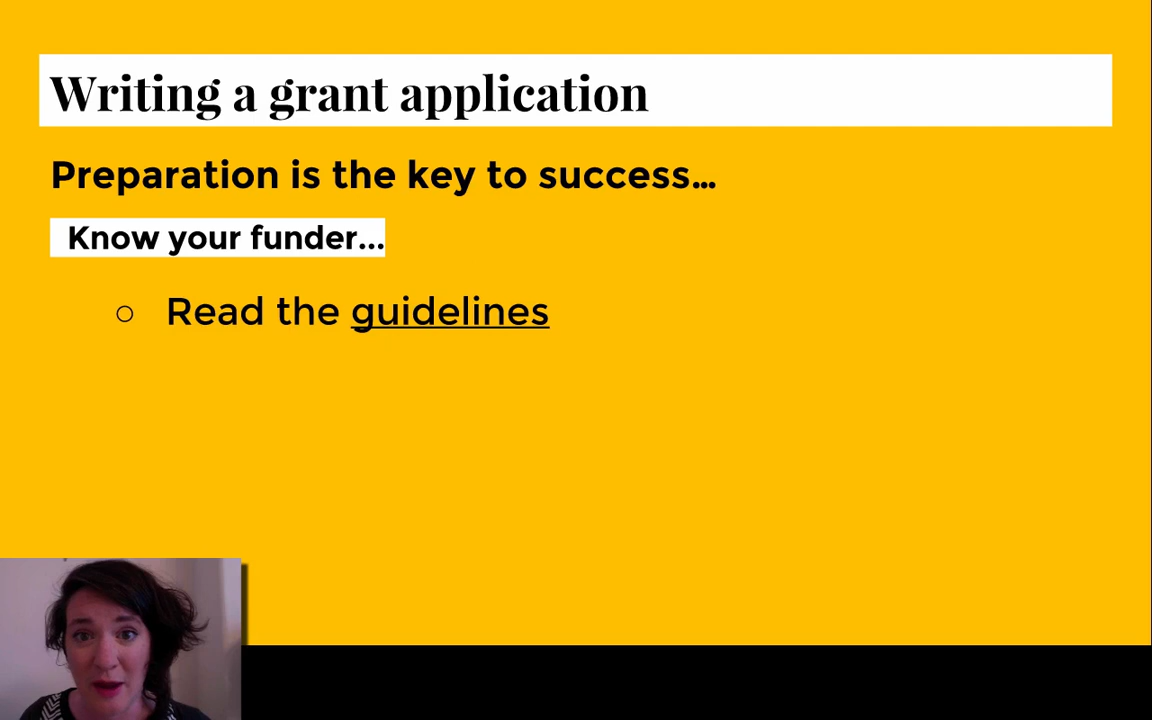 Writing a grant application
Preparation is the key to success...
Know your funder...
○ Read the guidelines